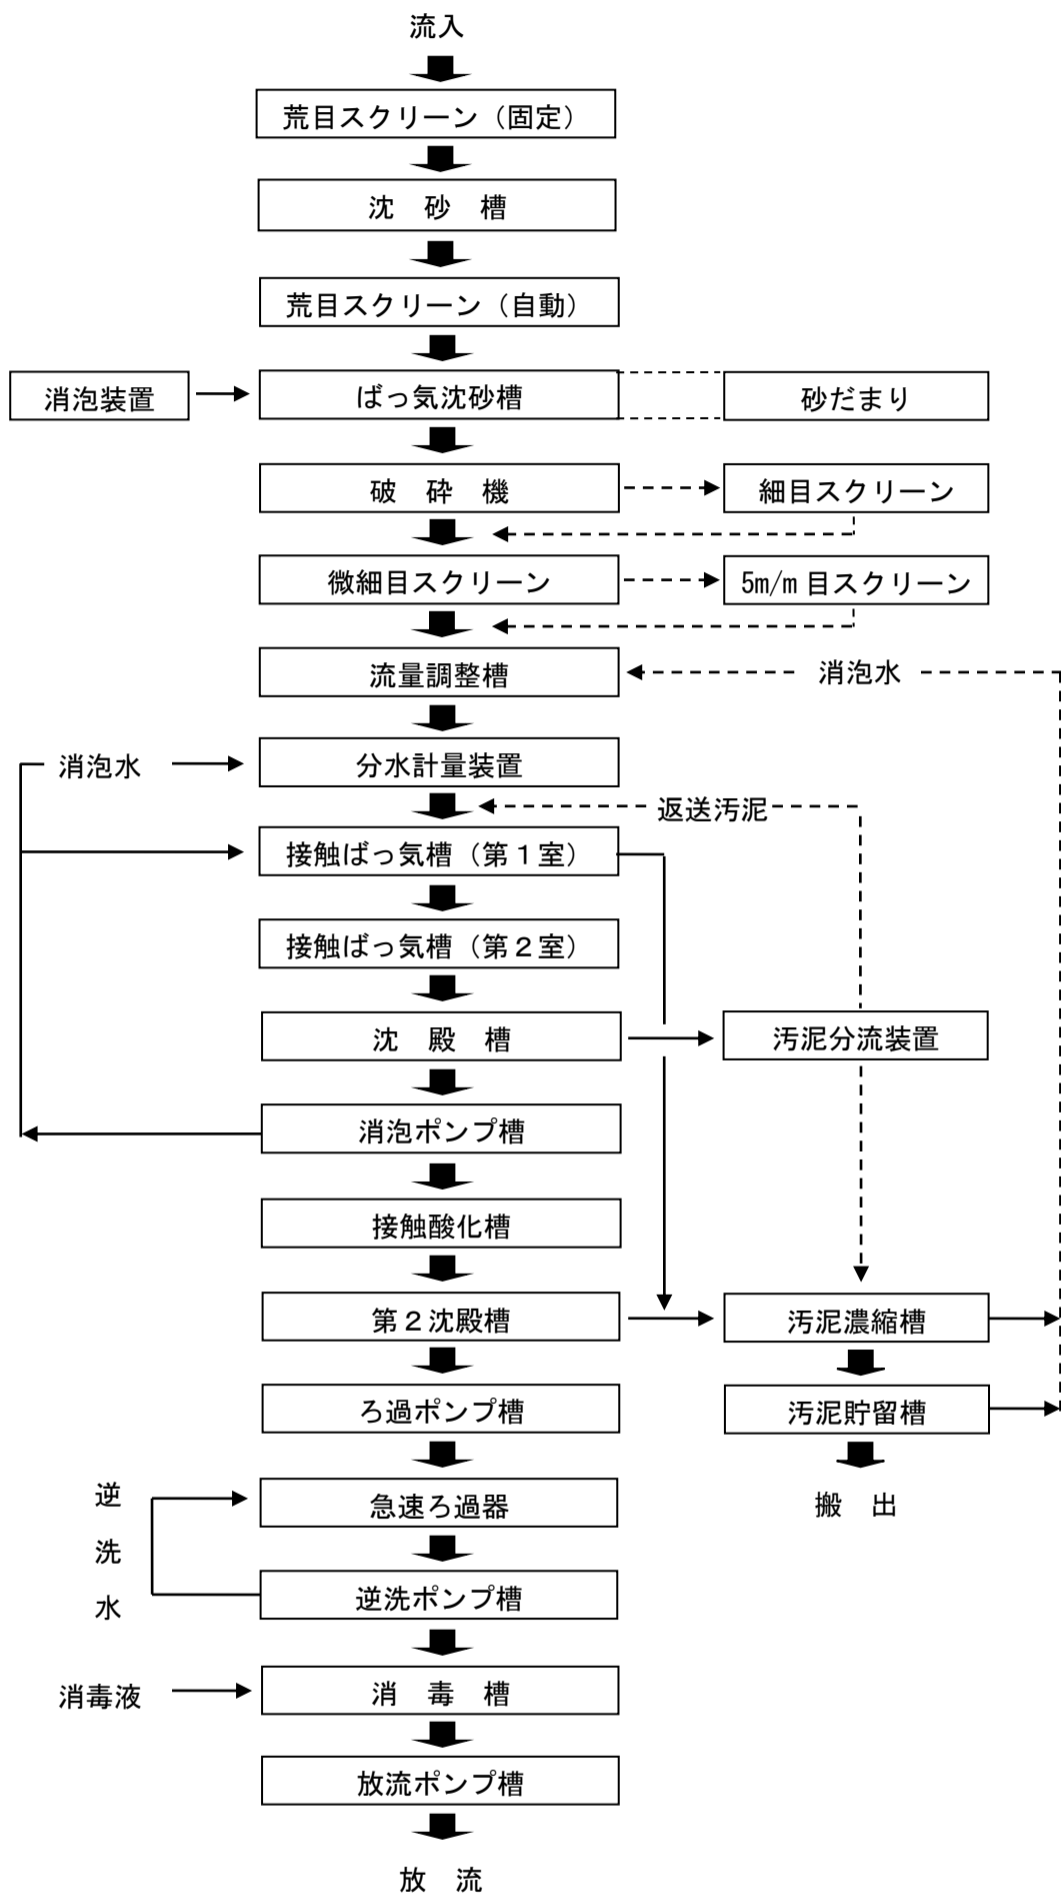 流入
荒目スクリーン（固定）
沈　砂　槽
荒目スクリーン（自動）
消泡装置
ばっ気沈砂槽
砂だまり
破　砕　機
細目スクリーン
微細目スクリーン
5m/m 目スクリーン
流量調整槽
消泡水
消泡水
分水計量装置
返送汚泥
接触ばっ気槽（第１室）
接触ばっ気槽（第２室）
沈　殿　槽
汚泥分流装置
消泡ポンプ槽
接触酸化槽
第２沈殿槽
汚泥濃縮槽
ろ過ポンプ槽
汚泥貯留槽
搬　出
逆洗水
急速ろ過器
逆洗ポンプ槽
消毒液
消　毒　槽
放流ポンプ槽
放　流